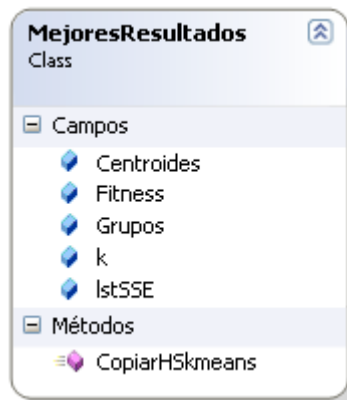 MejoresResultados
Class
Campos
Centroides
Fitness
Grupos
k
lstSSE
Métodos
CopiarHSkmeans